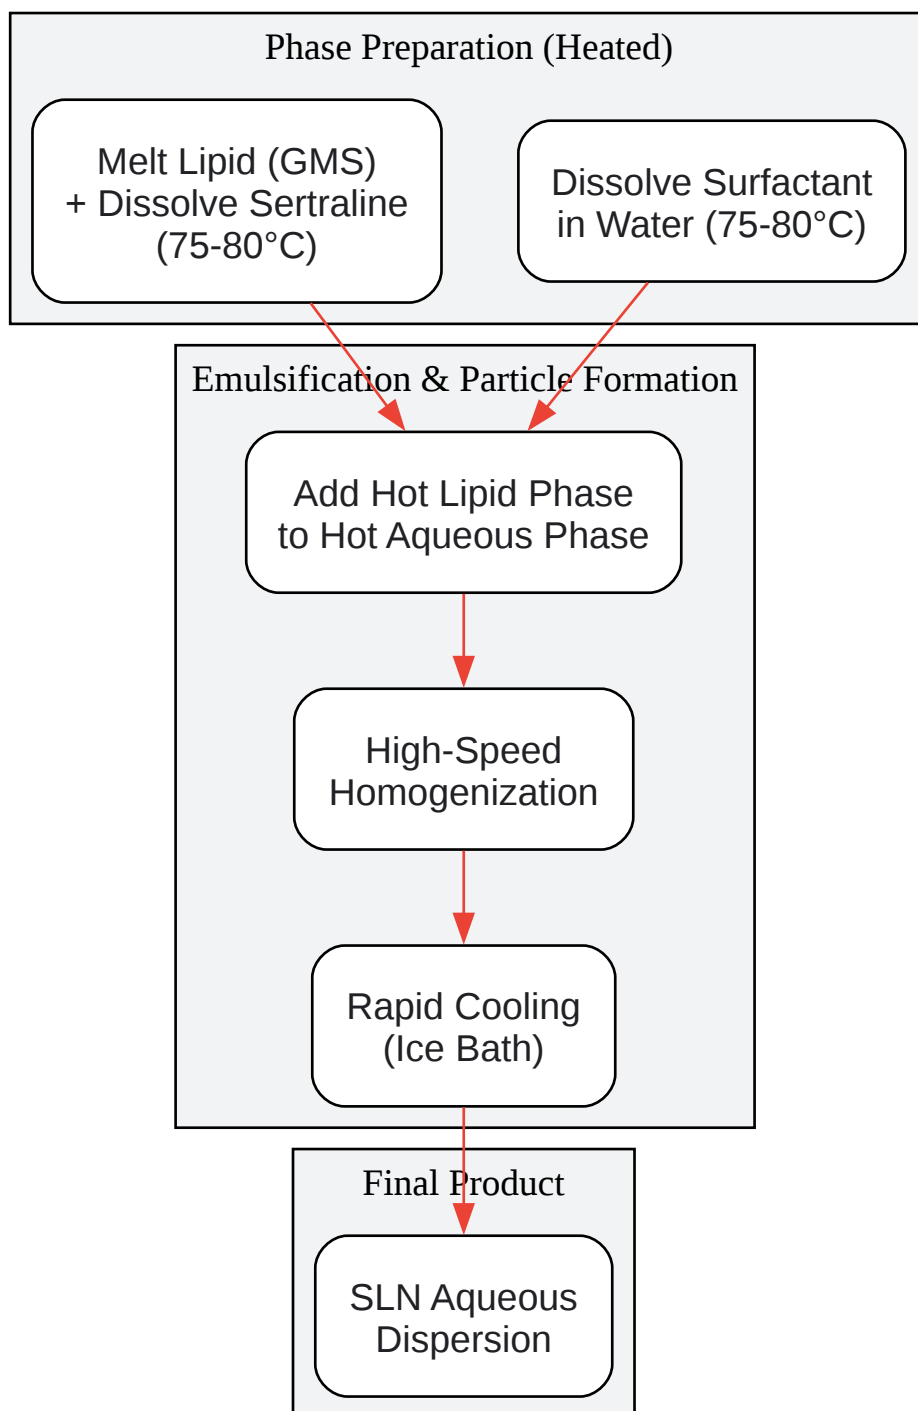 Phase Preparation (Heated)
Melt Lipid (GMS)
+ Dissolve Sertraline
(75-80°C)
Dissolve Surfactant
in Water (75-80°C)
Emulsification & Particle Formation
Add Hot Lipid Phase
to Hot Aqueous Phase
High-Speed
Homogenization
Rapid Cooling
(Ice Bath)
Final Product
SLN Aqueous
Dispersion